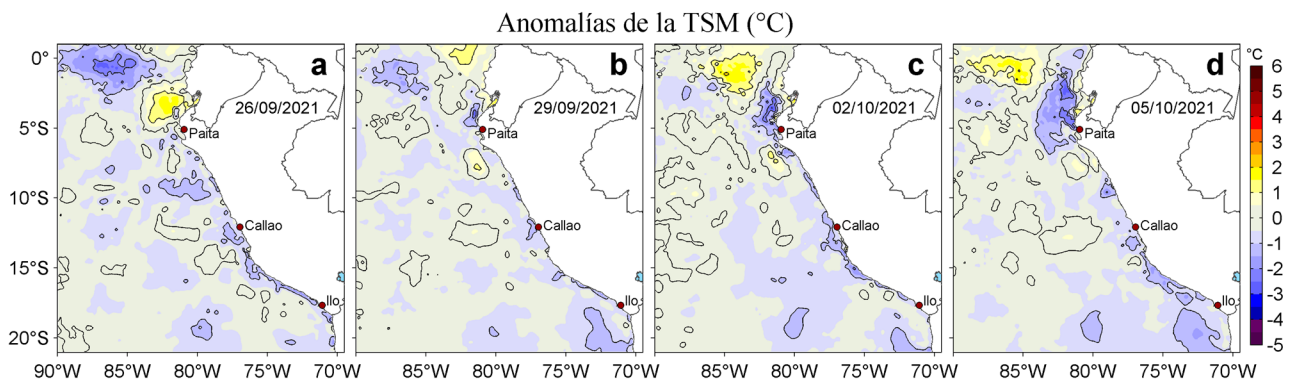 Anomalías de la TSM (°C)
a
26/09/2021
Paita
Callao
Ilo
b
29/09/2021
Paita
Callao
Ilo
c
02/10/2021
Paita
Callao
Ilo
d
05/10/2021
Paita
Callao
Ilo
0°
5°S
10°S
15°S
20°S
90°W 85°W 80°W 75°W 70°W
85°W 80°W 75°W 70°W
85°W 80°W 75°W 70°W
85°W 80°W 75°W 70°W
°C
6
5
4
3
2
1
0
-1
-2
-3
-4
-5